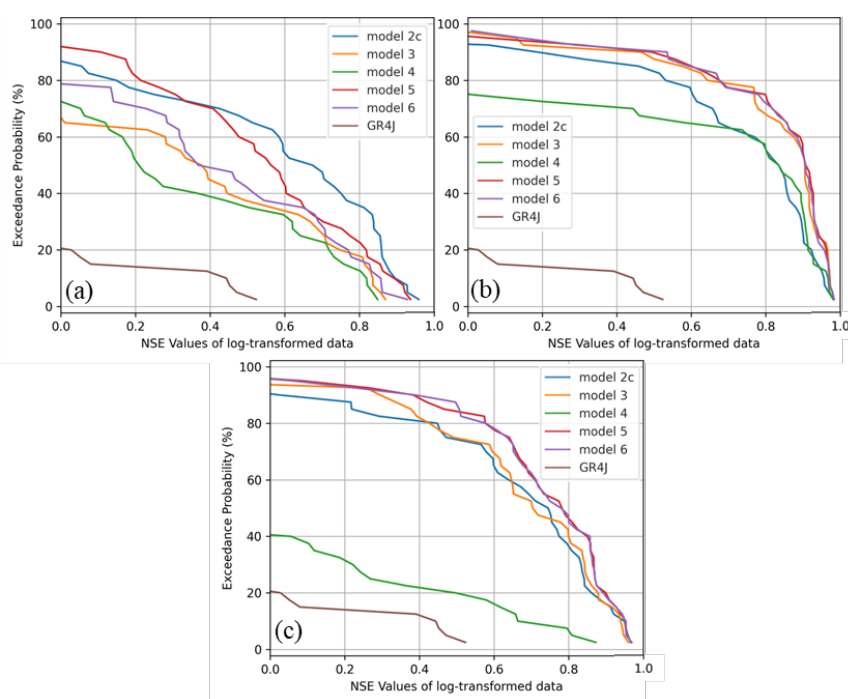 100
80
60
40
20
0
Exceedance Probability (%)
model 2c
model 3
model 4
model 5
model 6
GR4J
(a)
0.0 0.2 0.4 0.6 0.8 1.0
NSE Values of log-transformed data
100
80
60
40
20
0
model 2c
model 3
model 4
model 5
model 6
GR4J
(b)
0.0 0.2 0.4 0.6 0.8 1.0
NSE Values of log-transformed data
100
80
60
40
20
0
Exceedance Probability (%)
model 2c
model 3
model 4
model 5
model 6
GR4J
(c)
0.0 0.2 0.4 0.6 0.8 1.0
NSE Values of log-transformed data